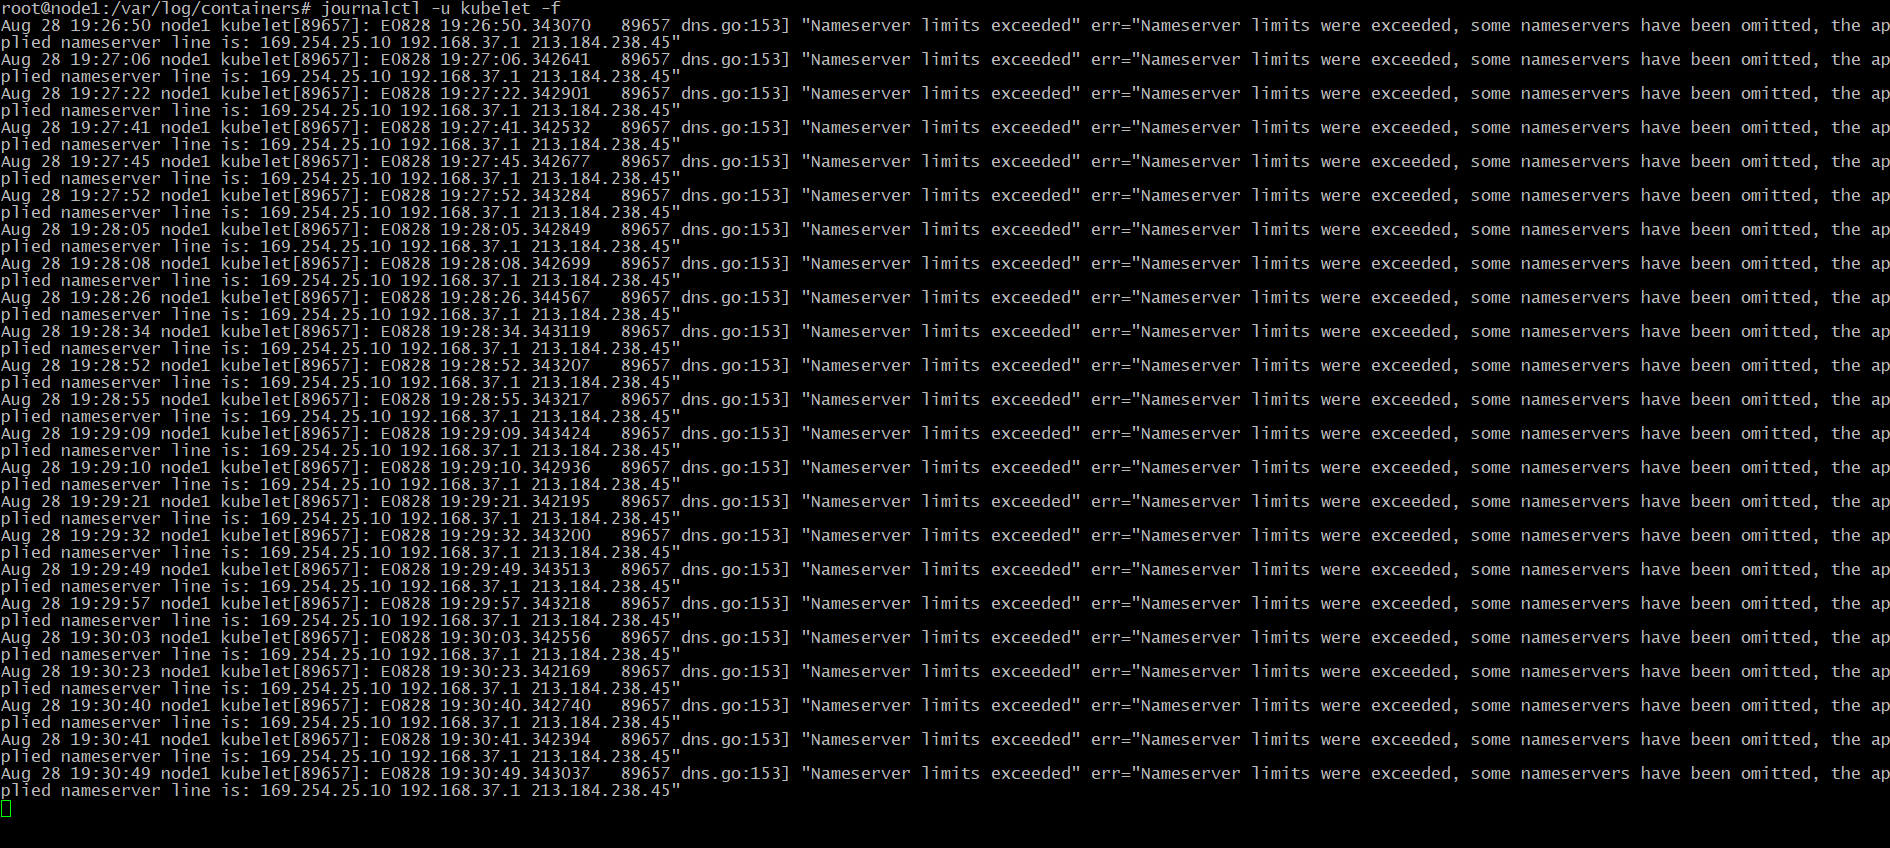 root@node1:/var/log/containers# journalctl -u kubelet -f
Aug 28 19:26:50 node1 kubelet[89657]: E0828 19:26:50.343070   89657 dns.go:153] "Nameserver limits exceeded" err="Nameserver limits were exceeded, some nameservers have been omitted, the ap
plied nameserver line is: 169.254.25.10 192.168.37.1 213.184.238.45"
Aug 28 19:27:06 node1 kubelet[89657]: E0828 19:27:06.342641   89657 dns.go:153] "Nameserver limits exceeded" err="Nameserver limits were exceeded, some nameservers have been omitted, the ap
plied nameserver line is: 169.254.25.10 192.168.37.1 213.184.238.45"
Aug 28 19:27:22 node1 kubelet[89657]: E0828 19:27:22.342901   89657 dns.go:153] "Nameserver limits exceeded" err="Nameserver limits were exceeded, some nameservers have been omitted, the ap
plied nameserver line is: 169.254.25.10 192.168.37.1 213.184.238.45"
Aug 28 19:27:41 node1 kubelet[89657]: E0828 19:27:41.342532   89657 dns.go:153] "Nameserver limits exceeded" err="Nameserver limits were exceeded, some nameservers have been omitted, the ap
plied nameserver line is: 169.254.25.10 192.168.37.1 213.184.238.45"
Aug 28 19:27:45 node1 kubelet[89657]: E0828 19:27:45.342677   89657 dns.go:153] "Nameserver limits exceeded" err="Nameserver limits were exceeded, some nameservers have been omitted, the ap
plied nameserver line is: 169.254.25.10 192.168.37.1 213.184.238.45"
Aug 28 19:27:52 node1 kubelet[89657]: E0828 19:27:52.343284   89657 dns.go:153] "Nameserver limits exceeded" err="Nameserver limits were exceeded, some nameservers have been omitted, the ap
plied nameserver line is: 169.254.25.10 192.168.37.1 213.184.238.45"
Aug 28 19:28:05 node1 kubelet[89657]: E0828 19:28:05.342849   89657 dns.go:153] "Nameserver limits exceeded" err="Nameserver limits were exceeded, some nameservers have been omitted, the ap
plied nameserver line is: 169.254.25.10 192.168.37.1 213.184.238.45"
Aug 28 19:28:08 node1 kubelet[89657]: E0828 19:28:08.342699   89657 dns.go:153] "Nameserver limits exceeded" err="Nameserver limits were exceeded, some nameservers have been omitted, the ap
plied nameserver line is: 169.254.25.10 192.168.37.1 213.184.238.45"
Aug 28 19:28:26 node1 kubelet[89657]: E0828 19:28:26.344567   89657 dns.go:153] "Nameserver limits exceeded" err="Nameserver limits were exceeded, some nameservers have been omitted, the ap
plied nameserver line is: 169.254.25.10 192.168.37.1 213.184.238.45"
Aug 28 19:28:34 node1 kubelet[89657]: E0828 19:28:34.343119   89657 dns.go:153] "Nameserver limits exceeded" err="Nameserver limits were exceeded, some nameservers have been omitted, the ap
plied nameserver line is: 169.254.25.10 192.168.37.1 213.184.238.45"
Aug 28 19:28:52 node1 kubelet[89657]: E0828 19:28:52.343207   89657 dns.go:153] "Nameserver limits exceeded" err="Nameserver limits were exceeded, some nameservers have been omitted, the ap
plied nameserver line is: 169.254.25.10 192.168.37.1 213.184.238.45"
Aug 28 19:28:55 node1 kubelet[89657]: E0828 19:28:55.343217   89657 dns.go:153] "Nameserver limits exceeded" err="Nameserver limits were exceeded, some nameservers have been omitted, the ap
plied nameserver line is: 169.254.25.10 192.168.37.1 213.184.238.45"
Aug 28 19:29:09 node1 kubelet[89657]: E0828 19:29:09.343424   89657 dns.go:153] "Nameserver limits exceeded" err="Nameserver limits were exceeded, some nameservers have been omitted, the ap
plied nameserver line is: 169.254.25.10 192.168.37.1 213.184.238.45"
Aug 28 19:29:10 node1 kubelet[89657]: E0828 19:29:10.342936   89657 dns.go:153] "Nameserver limits exceeded" err="Nameserver limits were exceeded, some nameservers have been omitted, the ap
plied nameserver line is: 169.254.25.10 192.168.37.1 213.184.238.45"
Aug 28 19:29:21 node1 kubelet[89657]: E0828 19:29:21.342195   89657 dns.go:153] "Nameserver limits exceeded" err="Nameserver limits were exceeded, some nameservers have been omitted, the ap
plied nameserver line is: 169.254.25.10 192.168.37.1 213.184.238.45"
Aug 28 19:29:32 node1 kubelet[89657]: E0828 19:29:32.343200   89657 dns.go:153] "Nameserver limits exceeded" err="Nameserver limits were exceeded, some nameservers have been omitted, the ap
plied nameserver line is: 169.254.25.10 192.168.37.1 213.184.238.45"
Aug 28 19:29:49 node1 kubelet[89657]: E0828 19:29:49.343513   89657 dns.go:153] "Nameserver limits exceeded" err="Nameserver limits were exceeded, some nameservers have been omitted, the ap
plied nameserver line is: 169.254.25.10 192.168.37.1 213.184.238.45"
Aug 28 19:29:57 node1 kubelet[89657]: E0828 19:29:57.343218   89657 dns.go:153] "Nameserver limits exceeded" err="Nameserver limits were exceeded, some nameservers have been omitted, the ap
plied nameserver line is: 169.254.25.10 192.168.37.1 213.184.238.45"
Aug 28 19:30:03 node1 kubelet[89657]: E0828 19:30:03.342556   89657 dns.go:153] "Nameserver limits exceeded" err="Nameserver limits were exceeded, some nameservers have been omitted, the ap
plied nameserver line is: 169.254.25.10 192.168.37.1 213.184.238.45"
Aug 28 19:30:23 node1 kubelet[89657]: E0828 19:30:23.342169   89657 dns.go:153] "Nameserver limits exceeded" err="Nameserver limits were exceeded, some nameservers have been omitted, the ap
plied nameserver line is: 169.254.25.10 192.168.37.1 213.184.238.45"
Aug 28 19:30:40 node1 kubelet[89657]: E0828 19:30:40.342740   89657 dns.go:153] "Nameserver limits exceeded" err="Nameserver limits were exceeded, some nameservers have been omitted, the ap
plied nameserver line is: 169.254.25.10 192.168.37.1 213.184.238.45"
Aug 28 19:30:41 node1 kubelet[89657]: E0828 19:30:41.342394   89657 dns.go:153] "Nameserver limits exceeded" err="Nameserver limits were exceeded, some nameservers have been omitted, the ap
plied nameserver line is: 169.254.25.10 192.168.37.1 213.184.238.45"
Aug 28 19:30:49 node1 kubelet[89657]: E0828 19:30:49.343037   89657 dns.go:153] "Nameserver limits exceeded" err="Nameserver limits were exceeded, some nameservers have been omitted, the ap
plied nameserver line is: 169.254.25.10 192.168.37.1 213.184.238.45"